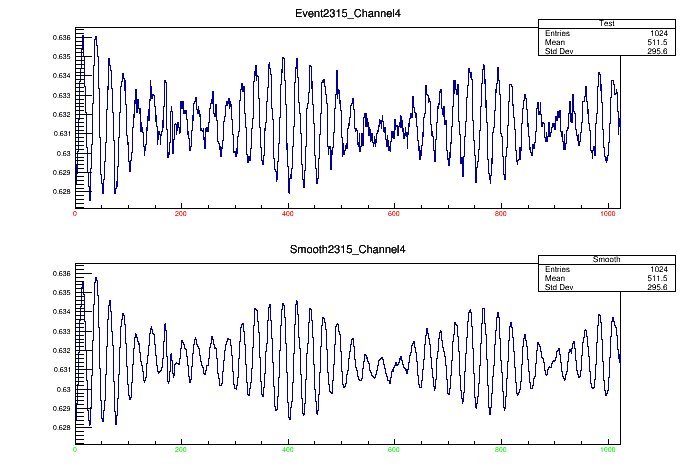 Event2315_Channel4
Test
Entries 1024
Mean 511.5
Std Dev 295.6
0.636
0.635
0.634
0.633
0.632
0.631
0.63
0.629
0.628
0 200 400 600 800 1000
Smooth2315_Channel4
Smooth
Entries 1024
Mean 511.5
Std Dev 295.6
0.636
0.635
0.634
0.633
0.632
0.631
0.63
0.629
0.628
0 200 400 600 800 1000